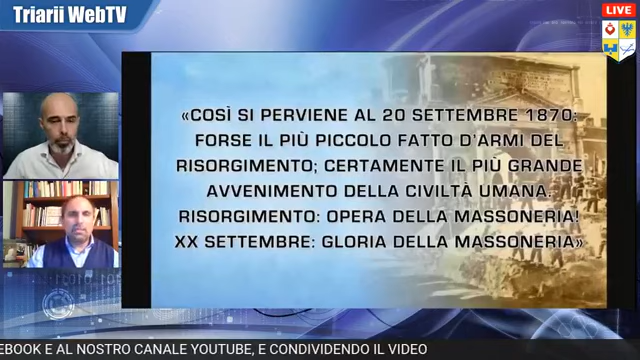 Triarii WebTV
LIVE
«COSÌ SI PERVIENE AL 20 SETTEMBRE 1870:
FORSE IL PIÙ PICCOLO FATTO D'ARMI DEL
RISORGIMENTO; CERTAMENTE IL PIÙ GRANDE
AVVENIMENTO DELLA CIVILTÀ UMANA.
RISORGIMENTO: OPERA DELLA MASSONERIA!
XX SETTEMBRE: GLORIA DELLA MASSONERIA»
EBOOK E AL NOSTRO CANALE YOUTUBE, E CONDIVIDENDO IL VIDEO